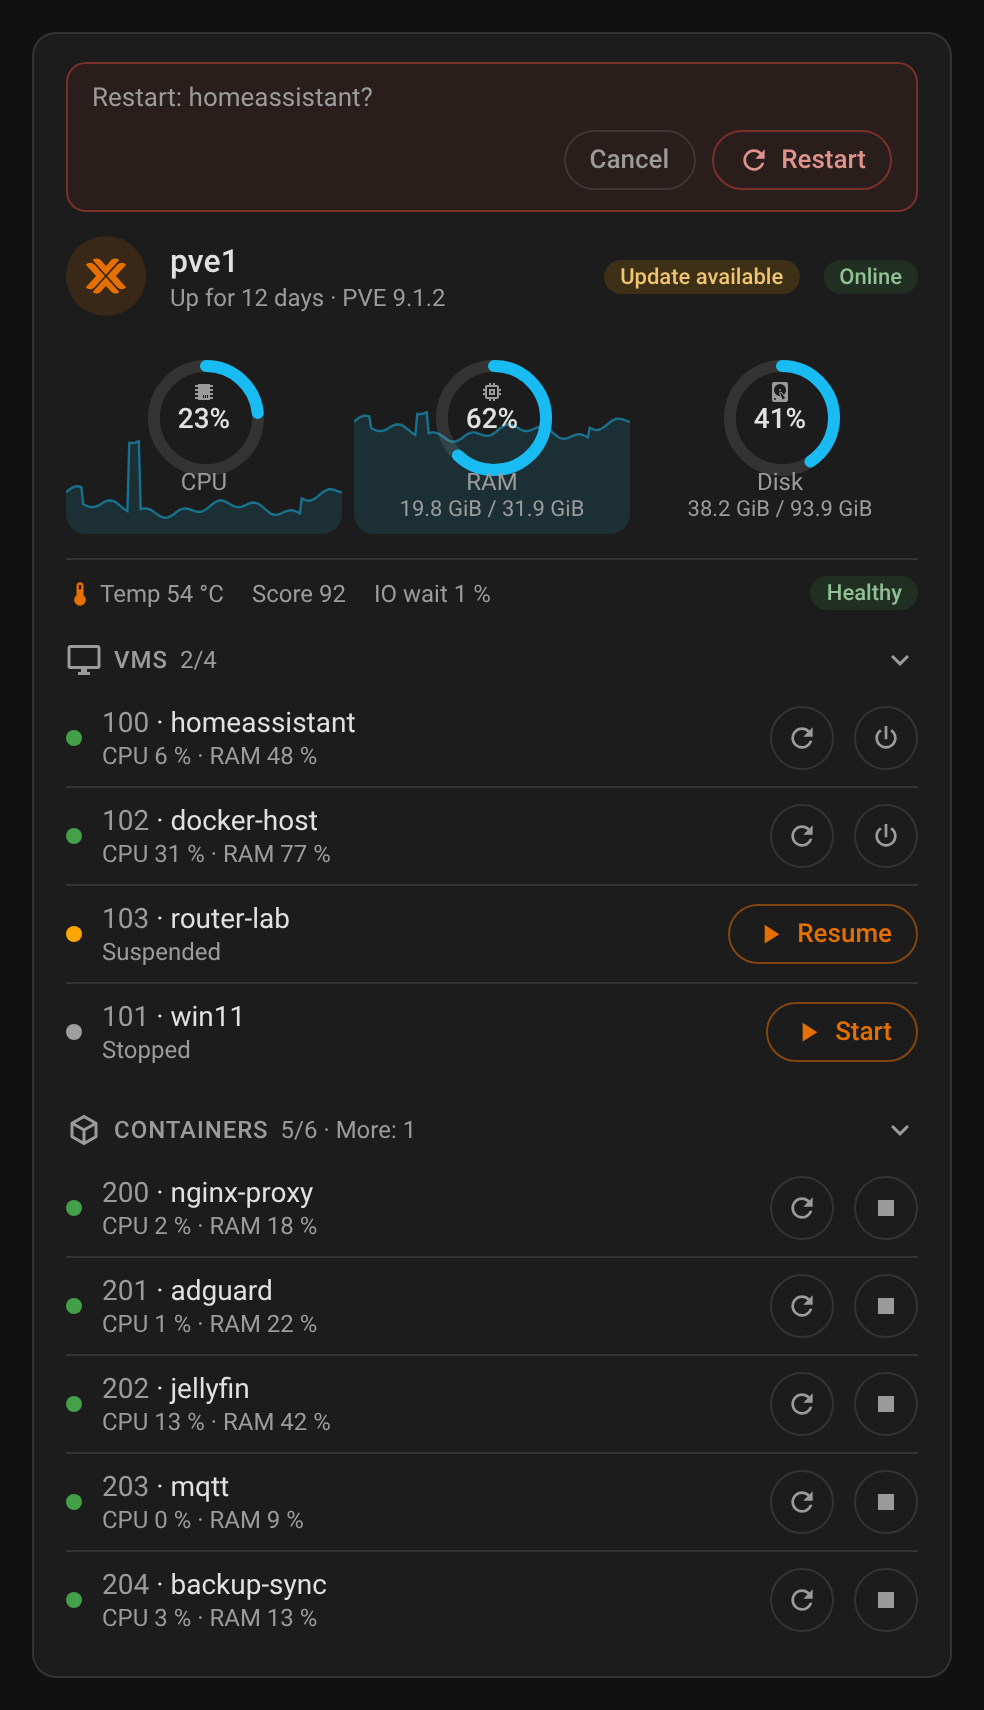 Restart: homeassistant?
Cancel
Restart
pve1
Up for 12 days · PVE 9.1.2
Update available
Online
23%
CPU
62%
RAM
19.8 GiB / 31.9 GiB
41%
Disk
38.2 GiB / 93.9 GiB
Temp 54 °C
Score 92
IO wait 1 %
Healthy
VMS 2/4
100 · homeassistant
CPU 6 % · RAM 48 %
102 · docker-host
CPU 31 % · RAM 77 %
103 · router-lab
Suspended
Resume
101 · win11
Stopped
Start
CONTAINERS 5/6 · More: 1
200 · nginx-proxy
CPU 2 % · RAM 18 %
201 · adguard
CPU 1 % · RAM 22 %
202 · jellyfin
CPU 13 % · RAM 42 %
203 · mqtt
CPU 0 % · RAM 9 %
204 · backup-sync
CPU 3 % · RAM 13 %